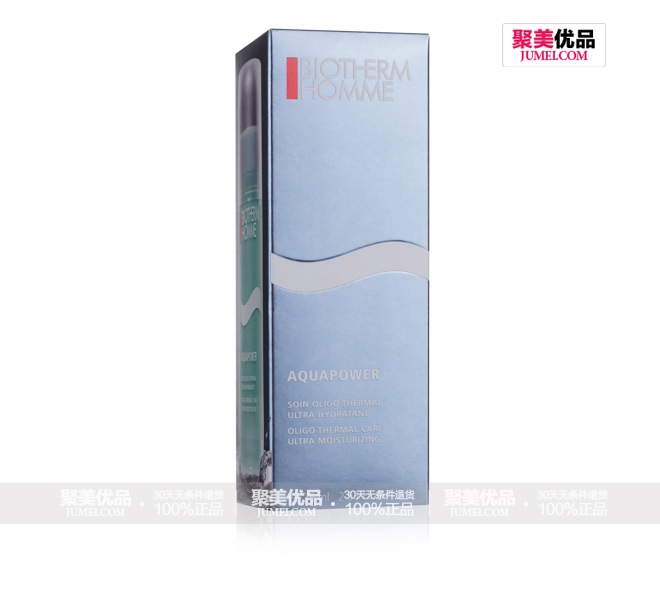 聚美优品
JUMEI.COM
BIOTHERM
HOMME
BIOTHERM
HOMME
AQUAPOWER
AQUAPOWER
SOIN OLIGO-THERMAL
ULTRA HYDRATANT
OLIGO-THERMAL CARE
ULTRA MOISTURIZING
聚美优品 · 30天无条件退货
JUMEI.COM 100%正品
聚美优品 · 30天无条件退货
JUMEI.COM 100%正品
聚美优品 · 30天无条件退货
JUMEI.COM 100%正品